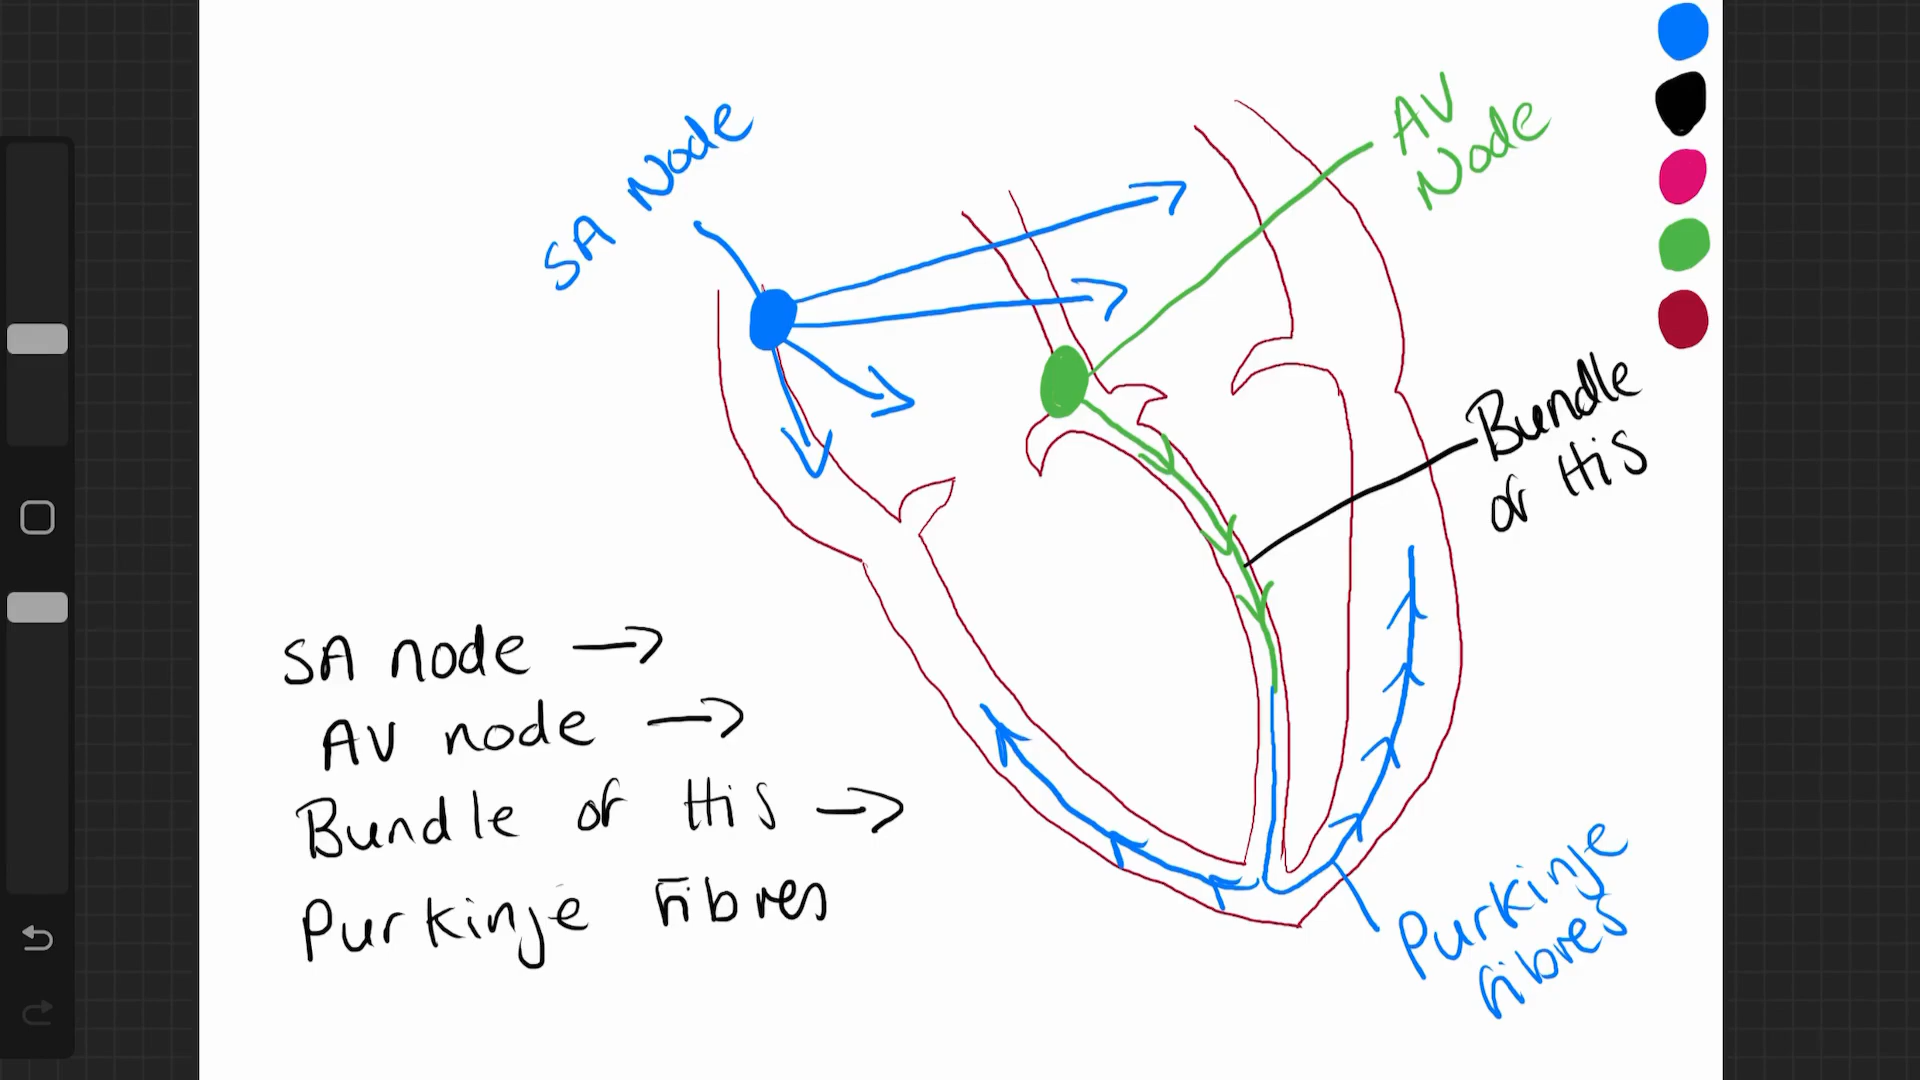 SA Node
AV
Node
Bundle
of His
SA node →
AV node →
Bundle of His →
Purkinje fibres
Purkinje
fibres